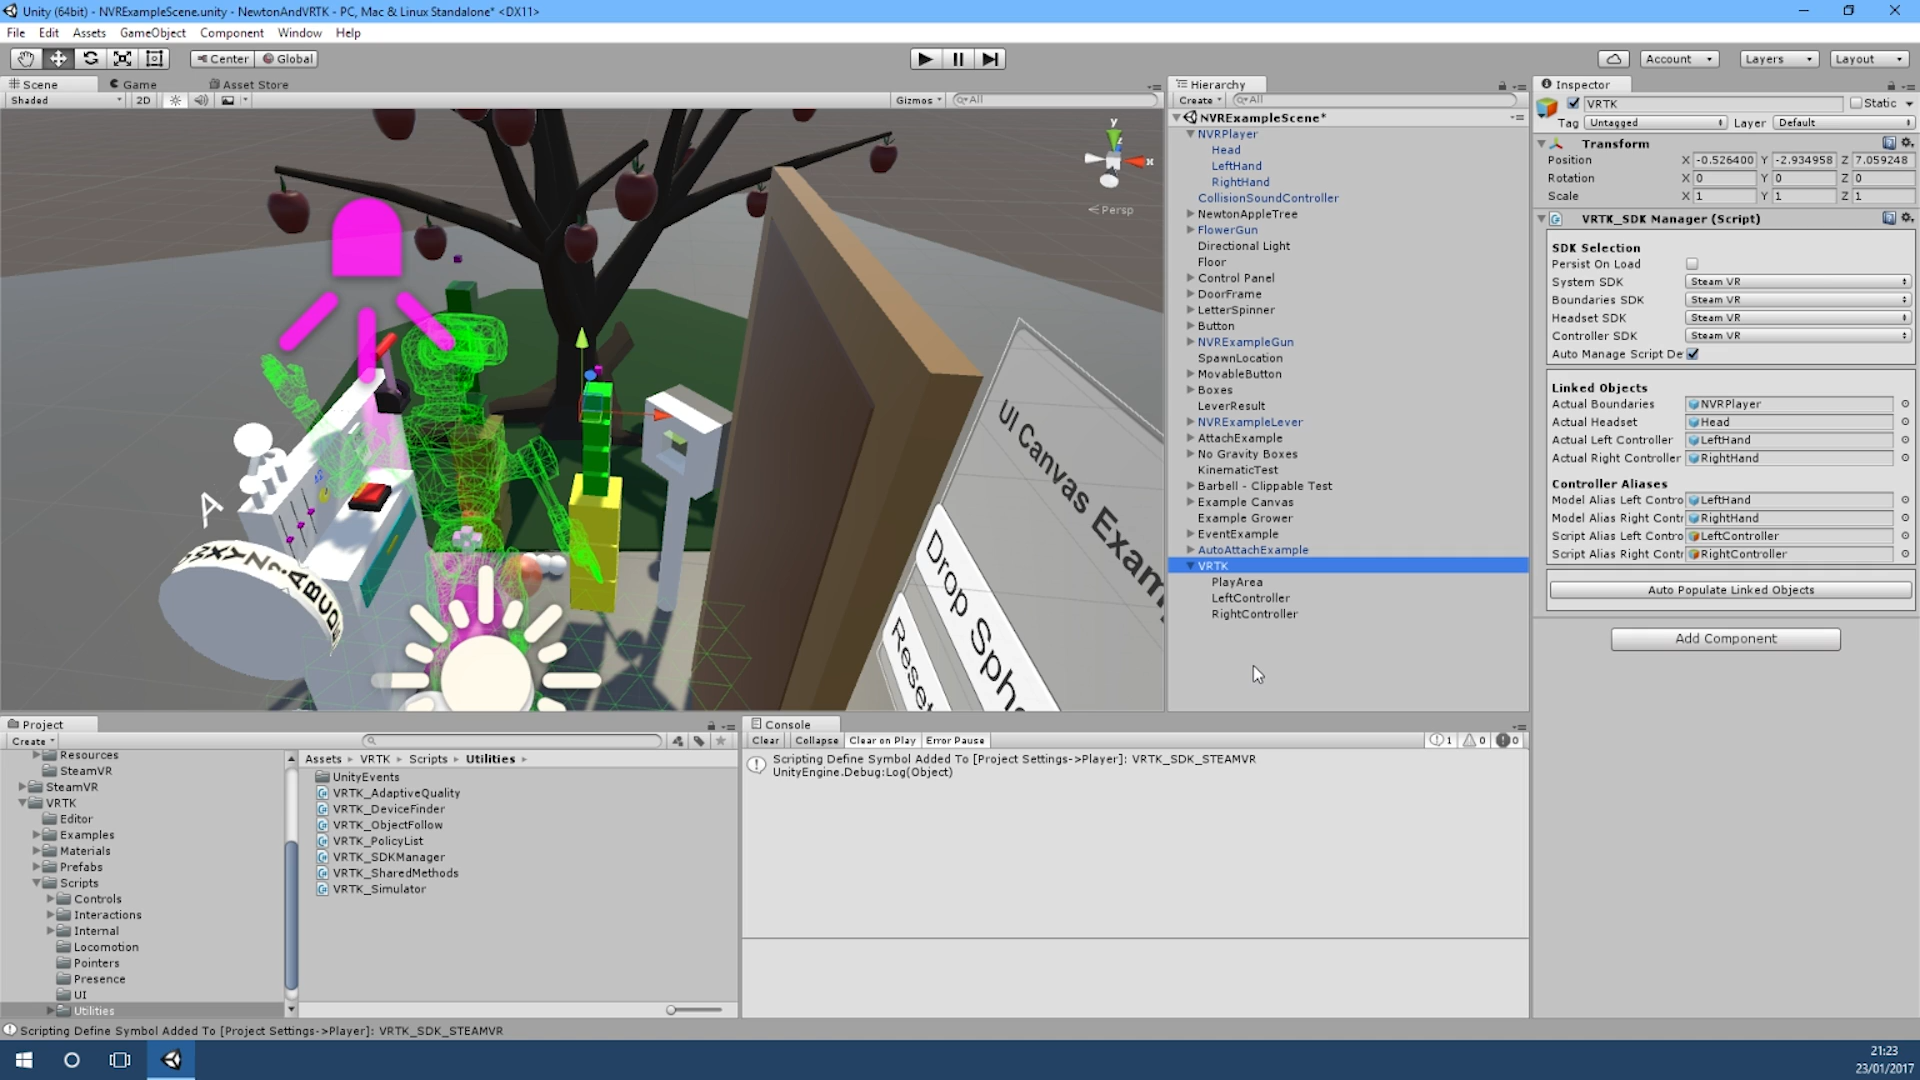 Unity (64bit) - NVRExampleScene.unity - NewtonAndVRTK - PC, Mac & Linux Standalone* <DX11>
File Edit Assets GameObject Component Window Help
Center Global
Account Layers Layout
Scene Game Asset Store
Shaded 2D Gizmos All
y
x
Persp
A
UI Canvas Exam
Drop Sphe
Reset
Hierarchy
Create All
NVRExampleScene*
NVRPlayer
Head
LeftHand
RightHand
CollisionSoundController
NewtonAppleTree
FlowerGun
Directional Light
Floor
Control Panel
DoorFrame
LetterSpinner
Button
NVRExampleGun
SpawnLocation
MovableButton
Boxes
LeverResult
NVRExampleLever
AttachExample
No Gravity Boxes
KinematicTest
Barbell - Clippable Test
Example Canvas
Example Grower
EventExample
AutoAttachExample
VRTK
PlayArea
LeftController
RightController
Inspector
VRTK Static
Tag Untagged Layer Default
Transform
Position X -0.526400 Y -2.934958 Z 7.059248
Rotation X 0 Y 0 Z 0
Scale X 1 Y 1 Z 1
VRTK_SDK Manager (Script)
SDK Selection
Persist On Load
System SDK Steam VR
Boundaries SDK Steam VR
Headset SDK Steam VR
Controller SDK Steam VR
Auto Manage Script De
Linked Objects
Actual Boundaries NVRPlayer
Actual Headset Head
Actual Left Controller LeftHand
Actual Right Controller RightHand
Controller Aliases
Model Alias Left Contro LeftHand
Model Alias Right Contr RightHand
Script Alias Left Contr LeftController
Script Alias Right Contr RightController
Auto Populate Linked Objects
Add Component
Project
Create
Resources
SteamVR
SteamVR
VRTK
Editor
Examples
Materials
Prefabs
Scripts
Controls
Interactions
Internal
Locomotion
Pointers
Presence
UI
Utilities
Assets VRTK Scripts Utilities
UnityEvents
VRTK_AdaptiveQuality
VRTK_DeviceFinder
VRTK_ObjectFollow
VRTK_PolicyList
VRTK_SDKManager
VRTK_SharedMethods
VRTK_Simulator
Console
Clear Collapse Clear on Play Error Pause 1 0 0
Scripting Define Symbol Added To [Project Settings->Player]: VRTK_SDK_STEAMVR
UnityEngine.Debug:Log(Object)
Scripting Define Symbol Added To [Project Settings->Player]: VRTK_SDK_STEAMVR
21:23
23/01/2017